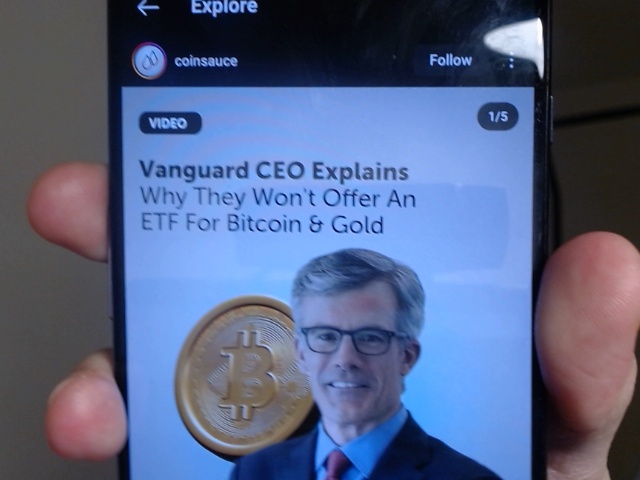 Explore
coinsauce
Follow
VIDEO
1/5
Vanguard CEO Explains
Why They Won't Offer An
ETF For Bitcoin & Gold